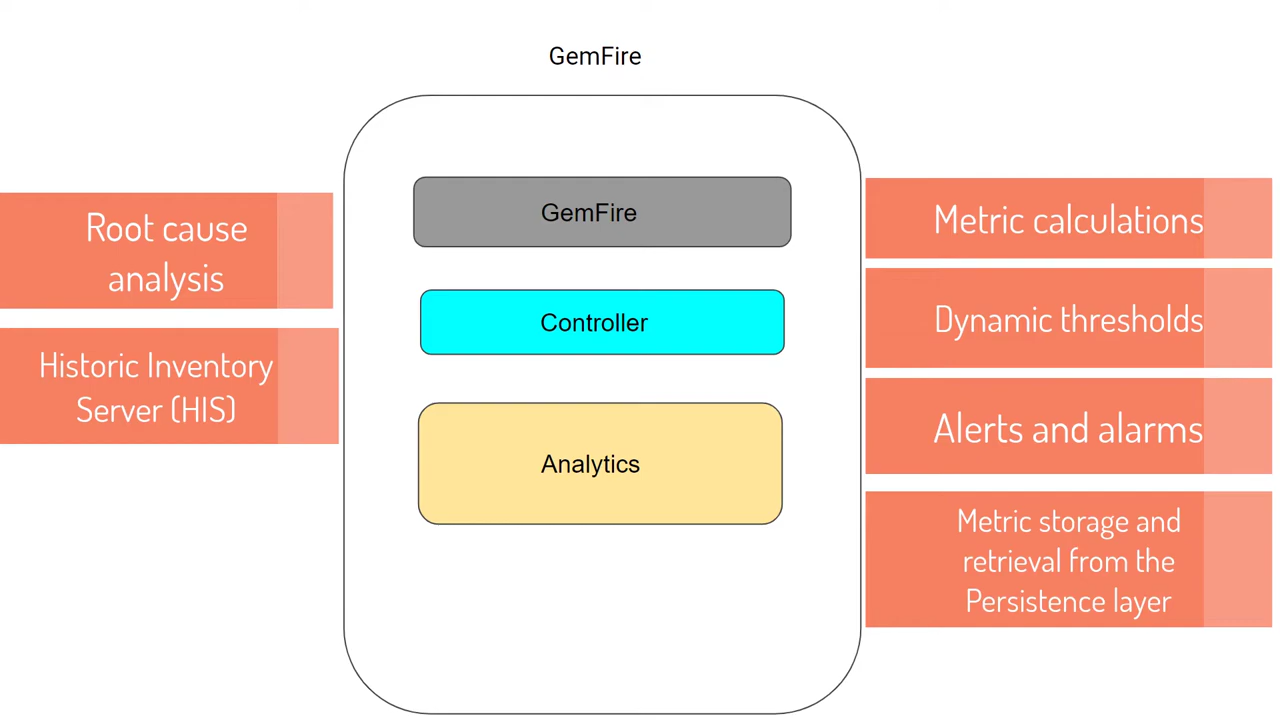 GemFire
Root cause
analysis
Historic Inventory
Server (HIS)
GemFire
Controller
Analytics
Metric calculations
Dynamic thresholds
Alerts and alarms
Metric storage and
retrieval from the
Persistence layer